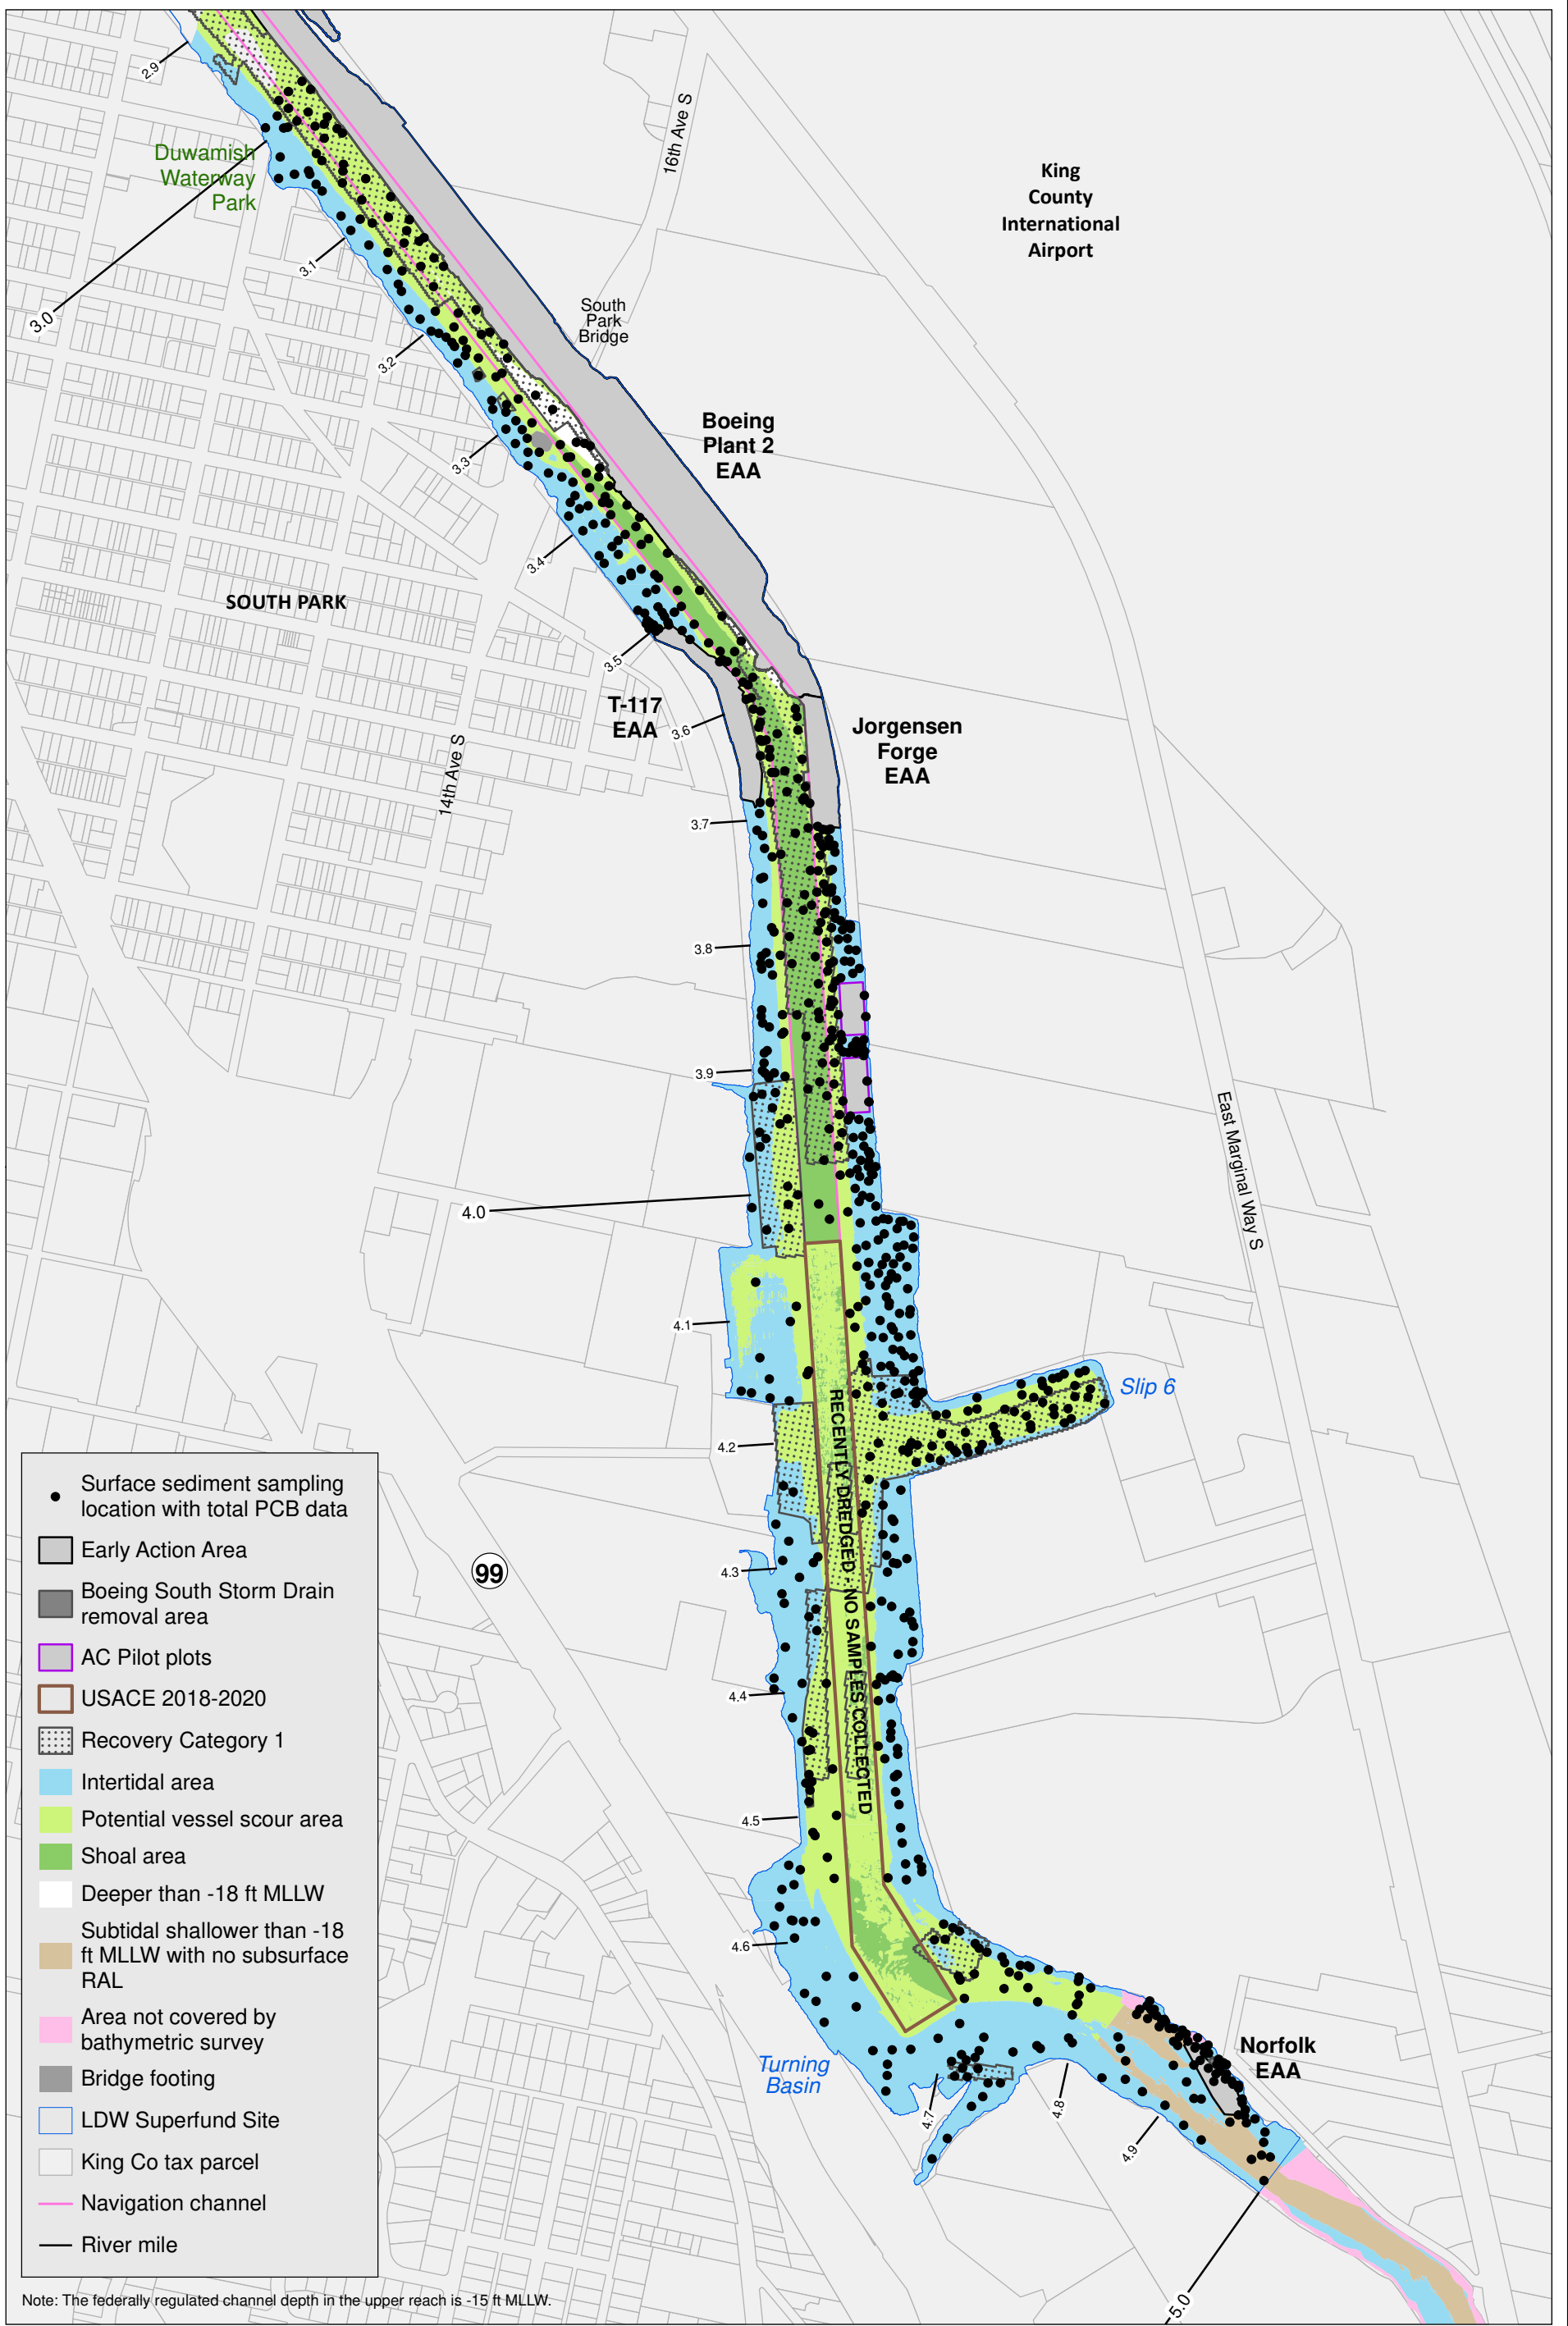 2.9
16th Ave S
Duwamish
Waterway
Park
King
County
International
Airport
3.1
3.0
South
Park
Bridge
3.2
Boeing
Plant 2
EAA
3.3
3.4
SOUTH PARK
3.5
T-117
EAA
3.6
Jorgensen
Forge
EAA
14th Ave S
3.7
3.8
3.9
East Marginal Way S
4.0
4.1
Slip 6
RECENTLY DREDGED - NO SAMPLES COLLECTED
4.2
99
4.3
4.4
4.5
4.6
Turning
Basin
4.7
4.8
4.9
Norfolk
EAA
5.0
Surface sediment sampling
location with total PCB data
Early Action Area
Boeing South Storm Drain
removal area
AC Pilot plots
USACE 2018-2020
Recovery Category 1
Intertidal area
Potential vessel scour area
Shoal area
Deeper than -18 ft MLLW
Subtidal shallower than -18
ft MLLW with no subsurface
RAL
Area not covered by
bathymetric survey
Bridge footing
LDW Superfund Site
King Co tax parcel
Navigation channel
River mile
Note: The federally regulated channel depth in the upper reach is -15 ft MLLW.